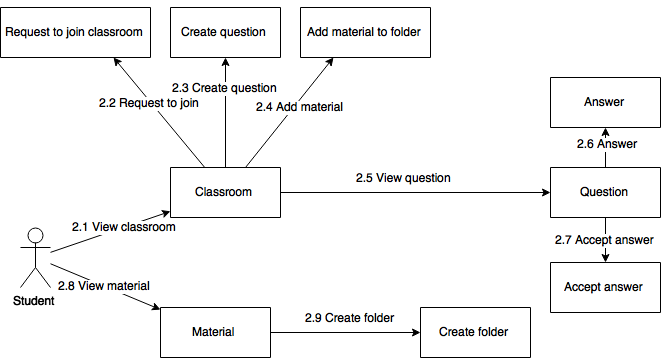 Request to join classroom
Create question
Add material to folder
2.3 Create question
2.2 Request to join
2.4 Add material
Answer
2.6 Answer
Classroom
2.5 View question
Question
2.1 View classroom
2.7 Accept answer
Student
2.8 View material
Accept answer
Material
2.9 Create folder
Create folder